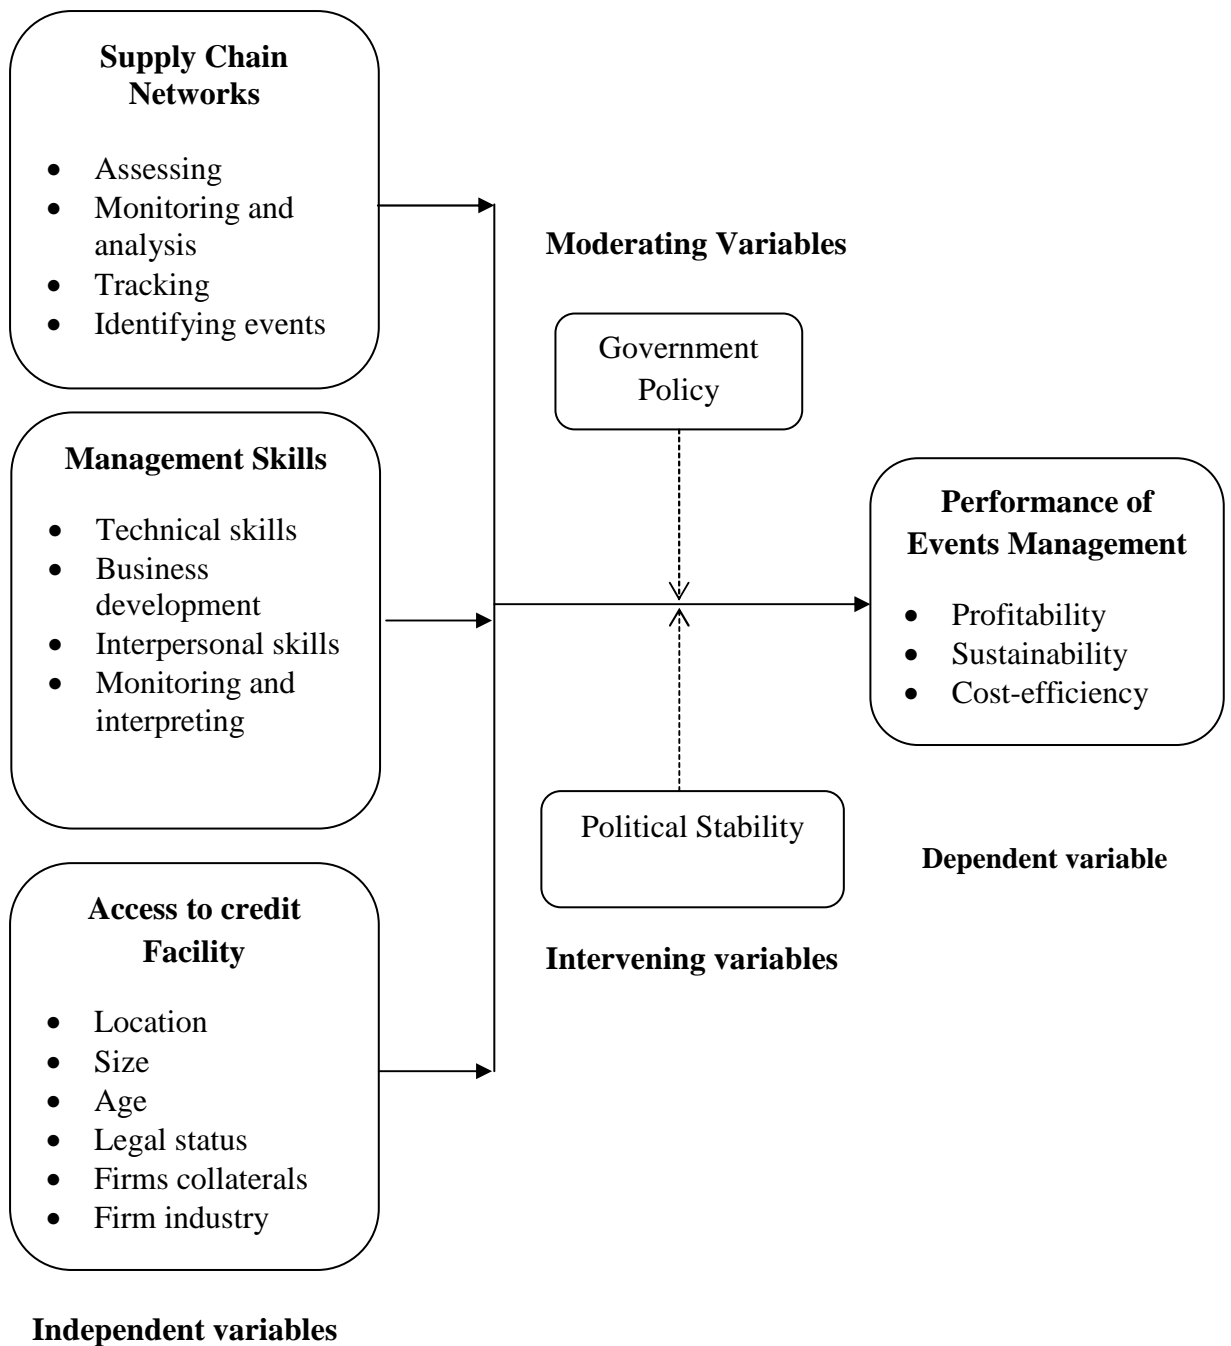 Supply Chain
Networks
• Assessing
• Monitoring and
analysis
• Tracking
• Identifying events
Management Skills
• Technical skills
• Business
development
• Interpersonal skills
• Monitoring and
interpreting
Access to credit
Facility
• Location
• Size
• Age
• Legal status
• Firms collaterals
• Firm industry
Independent variables
Moderating Variables
Government
Policy
Political Stability
Intervening variables
Performance of
Events Management
• Profitability
• Sustainability
• Cost-efficiency
Dependent variable